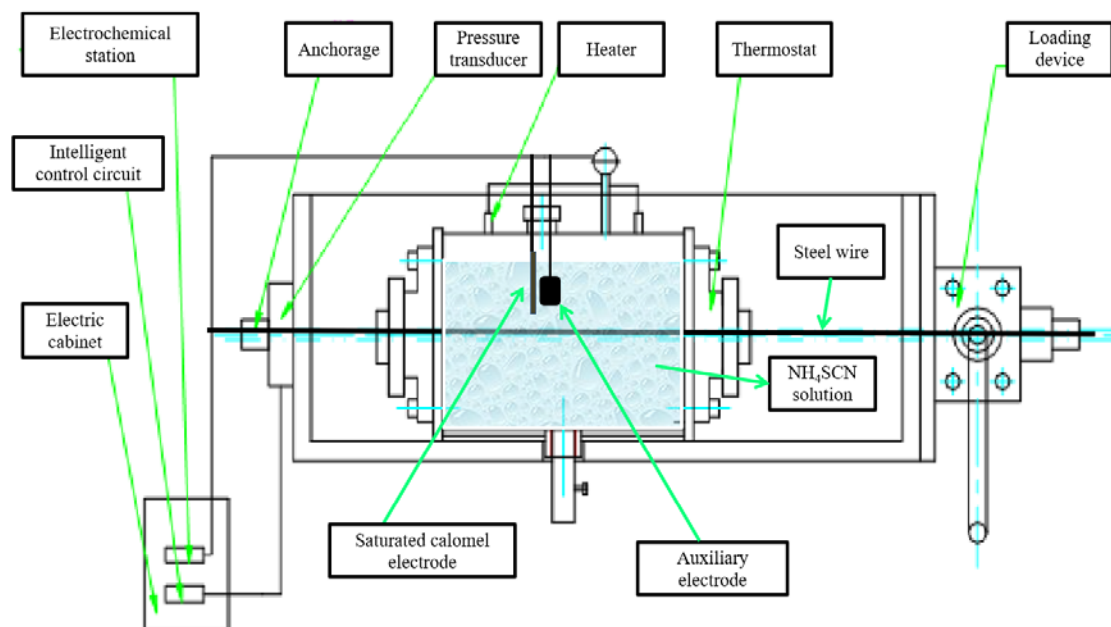 Electrochemical
station
Anchorage
Pressure
transducer
Heater
Thermostat
Loading
device
Intelligent
control circuit
Steel wire
Electric
cabinet
NH₄SCN
solution
Saturated calomel
electrode
Auxiliary
electrode